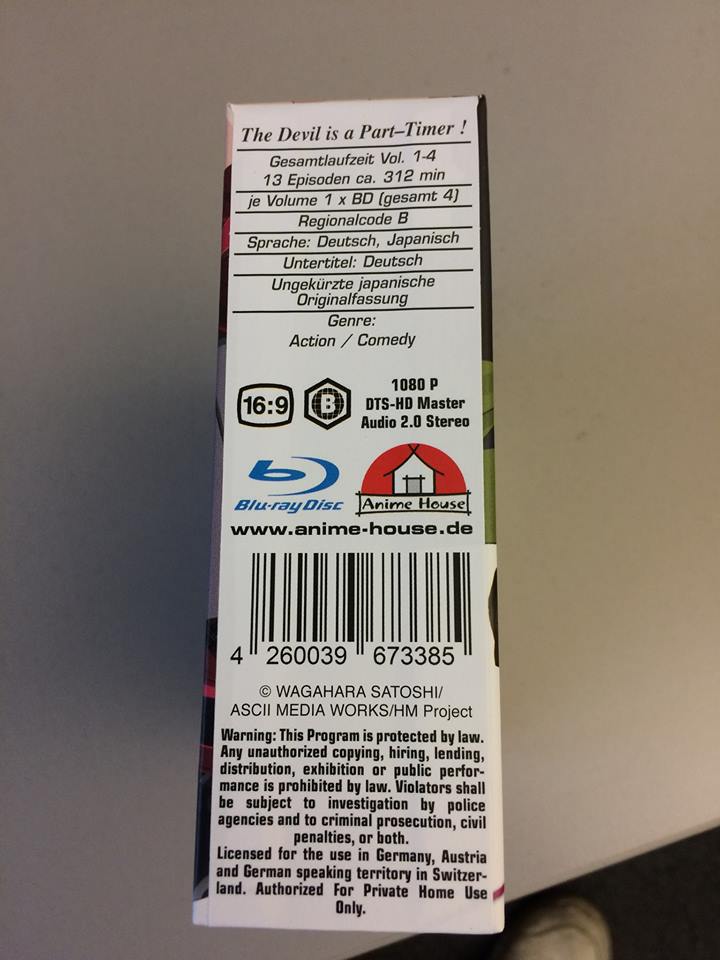 The Devil is a Part–Timer !
Gesamtlaufzeit Vol. 1-4
13 Episoden ca. 312 min
je Volume 1 x BD (gesamt 4)
Regionalcode B
Sprache: Deutsch, Japanisch
Untertitel: Deutsch
Ungekürzte japanische
Originalfassung
Genre:
Action / Comedy
16:9
B
1080 P
DTS-HD Master
Audio 2.0 Stereo
Blu-ray Disc
Anime House
www.anime-house.de
4 260039 673385
© WAGAHARA SATOSHI/
ASCII MEDIA WORKS/HM Project
Warning: This Program is protected by law.
Any unauthorized copying, hiring, lending,
distribution, exhibition or public perfor-
mance is prohibited by law. Violators shall
be subject to investigation by police
agencies and to criminal prosecution, civil
penalties, or both.
Licensed for the use in Germany, Austria
and German speaking territory in Switzer-
land. Authorized For Private Home Use
Only.